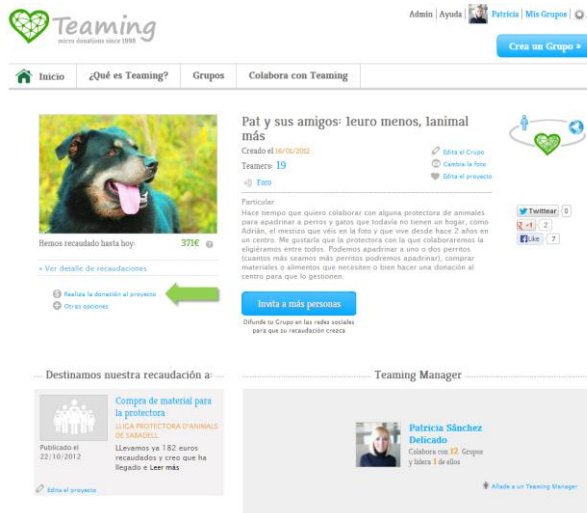 Teaming
micro donations since 1998
Admin | Ayuda | Patricia | Mis Grupos |
Crea un Grupo »
Inicio
¿Qué es Teaming?
Grupos
Colabora con Teaming
Pat y sus amigos: 1euro menos, 1animal
más
Creado el 16/01/2012
Teamers: 19
Foro
Edita el Grupo
Cambia la foto
Edita el proyecto
Particular
Hace tiempo que quiero colaborar con alguna protectora de animales
para apadrinar a perros y gatos que todavía no tienen un hogar, como
Adrián, el mestizo que véis en la foto y que vive desde hace 2 años en
un centro. Me gustaría que la protectora con la que colaboraremos la
eligiéramos entre todos. Podemos apadrinar a uno o dos perritos
(cuantos más seamos más perritos podremos apadrinar), comprar
materiales o alimentos que necesiten o bien hacer una donación al
centro para que lo gestionen.
Twittear 0
+1 2
Like 7
Hemos recaudado hasta hoy: 371€
» Ver detalle de recaudaciones
Realiza la donación al proyecto
Otras opciones
Invita a más personas
Difunde tu Grupo en las redes sociales
para que su recaudación crezca
Destinamos nuestra recaudación a:
Compra de material para
la protectora
LLIGA PROTECTORA D'ANIMALS
DE SABADELL
Publicado el
22/10/2012
LLevamos ya 182 euros
recaudados y creo que ha
llegado e Leer más
Edita el proyecto
Teaming Manager
Patricia Sánchez
Delicado
Colabora con 12 Grupos
y lidera 1 de ellos
Añade a un Teaming Manager